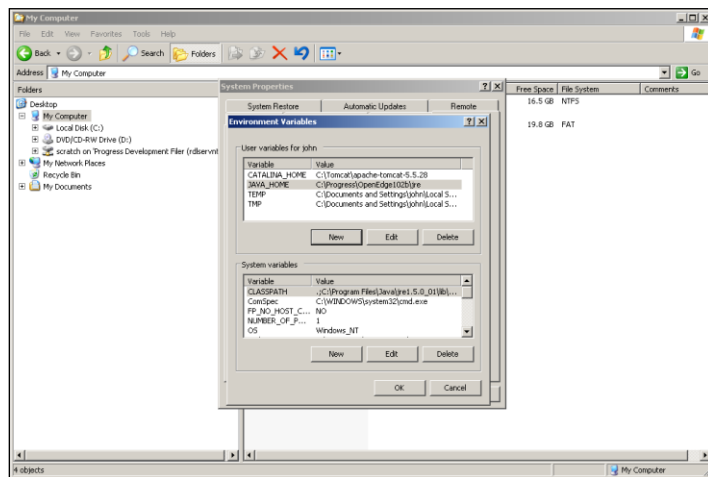 My Computer
File Edit View Favorites Tools Help
Back Search Folders
Address My Computer Go
Folders
Desktop
My Computer
Local Disk (C:)
DVD/CD-RW Drive (D:)
scratch on 'Progress Development Filer (rdlservnt
My Network Places
Recycle Bin
My Documents
Free Space File System Comments
16.5 GB NTFS
19.8 GB FAT
System Properties
System Restore Automatic Updates Remote
Environment Variables
User variables for john
Variable Value
CATALINA_HOME C:\Tomcat\apache-tomcat-5.5.28
JAVA_HOME C:\Progress\OpenEdge102b\jre
TEMP C:\Documents and Settings\john\Local S...
TMP C:\Documents and Settings\john\Local S...
New Edit Delete
System variables
Variable Value
CLASSPATH .;C:\Program Files\Java\jre1.5.0_01\lib\...
ComSpec C:\WINDOWS\system32\cmd.exe
FP_NO_HOST_C... NO
NUMBER_OF_P... 1
OS Windows_NT
New Edit Delete
OK Cancel
4 objects My Computer